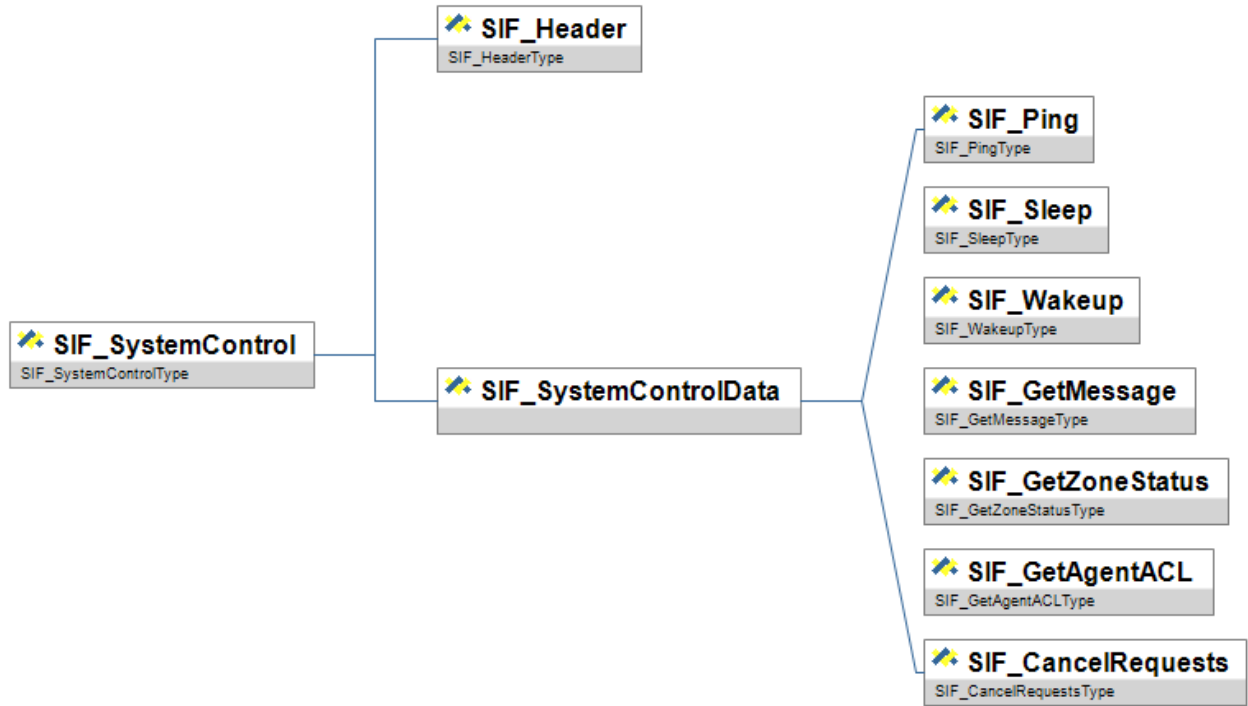 SIF_Header
SIF_HeaderType
SIF_Ping
SIF_PingType
SIF_Sleep
SIF_SleepType
SIF_Wakeup
SIF_WakeupType
SIF_SystemControl
SIF_SystemControlType
SIF_SystemControlData
SIF_GetMessage
SIF_GetMessageType
SIF_GetZoneStatus
SIF_GetZoneStatusType
SIF_GetAgentACL
SIF_GetAgentACLType
SIF_CancelRequests
SIF_CancelRequestsType